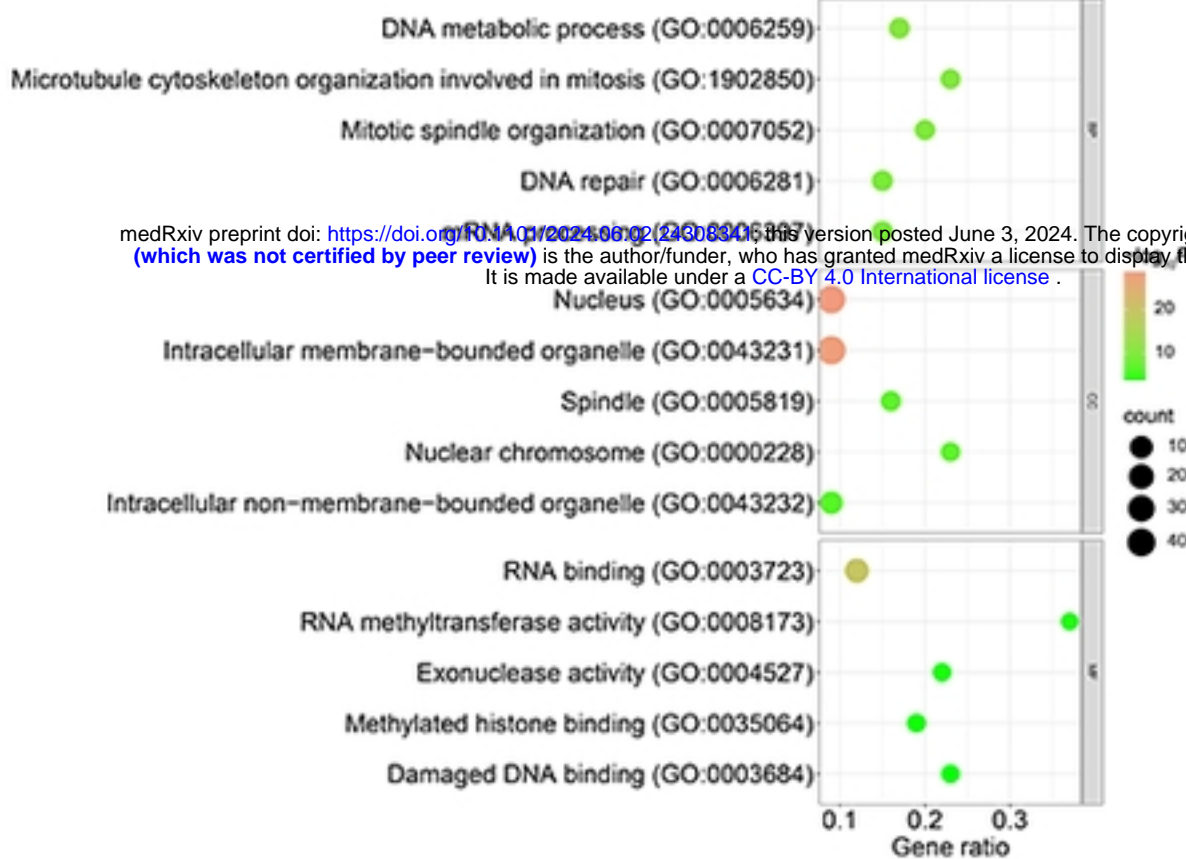 DNA metabolic process (GO:0006259)
Microtubule cytoskeleton organization involved in mitosis (GO:1902850)
Mitotic spindle organization (GO:0007052)
DNA repair (GO:0006281)
medRxiv preprint doi: https://doi.org/10.1101/2024.06.02.24308341; this version posted June 3, 2024. The
(which was not certified by peer review) is the author/funder, who has granted medRxiv a license to display
It is made available under a CC-BY 4.0 International license .
Nucleus (GO:0005634)
20
Intracellular membrane-bounded organelle (GO:0043231)
10
Spindle (GO:0005819)
CC
count
Nuclear chromosome (GO:0000228)
10
20
Intracellular non-membrane-bounded organelle (GO:0043232)
30
40
RNA binding (GO:0003723)
RNA methyltransferase activity (GO:0008173)
Exonuclease activity (GO:0004527)
Methylated histone binding (GO:0035064)
Damaged DNA binding (GO:0003684)
0.1 0.2 0.3
Gene ratio